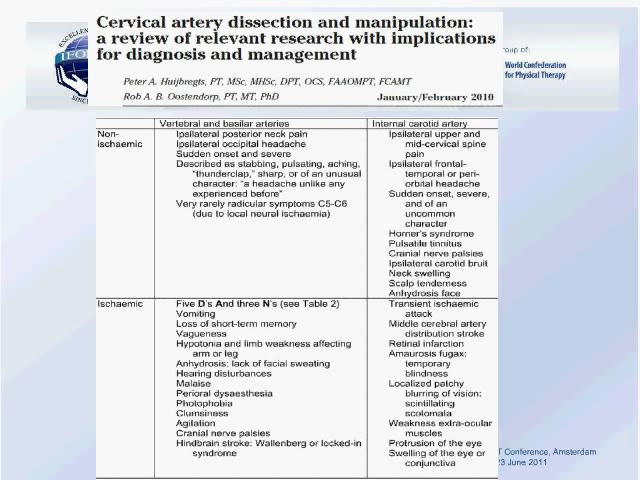 Cervical artery dissection and manipulation:
a review of relevant research with implications
for diagnosis and management
EXCELLEN
IFO
SINC
roup of:
World Confederation
for Physical Therapy
Peter A. Huijbregts, PT, MSc, MHSc, DPT, OCS, FAAOMPT, FCAMT
Rob A. B. Oostendorp, PT, MT, PhD
January/February 2010
Vertebral and basilar arteries
Internal carotid artery
Non-
ischaemic
Ipsilateral posterior neck pain
Ipsilateral occipital headache
Sudden onset and severe
Described as stabbing, pulsating, aching,
"thunderclap," sharp, or of an unusual
character: "a headache unlike any
experienced before"
Very rarely radicular symptoms C5-C6
(due to local neural ischaemia)
Ipsilateral upper and
mid-cervical spine
pain
Ipsilateral frontal-
temporal or peri-
orbital headache
Sudden onset, severe,
and of an
uncommon
character
Horner's syndrome
Pulsatile tinnitus
Cranial nerve palsies
Ipsilateral carotid bruit
Neck swelling
Scalp tenderness
Anhydrosis face
Ischaemic
Five D's And three N's (see Table 2)
Vomiting
Loss of short-term memory
Vagueness
Hypotonia and limb weakness affecting
arm or leg
Anhydrosis: lack of facial sweating
Hearing disturbances
Malaise
Perioral dysaesthesia
Photophobia
Clumsiness
Agitation
Cranial nerve palsies
Hindbrain stroke: Wallenberg or locked-in
syndrome
Transient ischaemic
attack
Middle cerebral artery
distribution stroke
Retinal infarction
Amaurosis fugax:
temporary
blindness
Localized patchy
blurring of vision:
scintillating
scotomata
Weakness extra-ocular
muscles
Protrusion of the eye
Swelling of the eye or
conjunctiva
T Conference, Amsterdam
23 June 2011